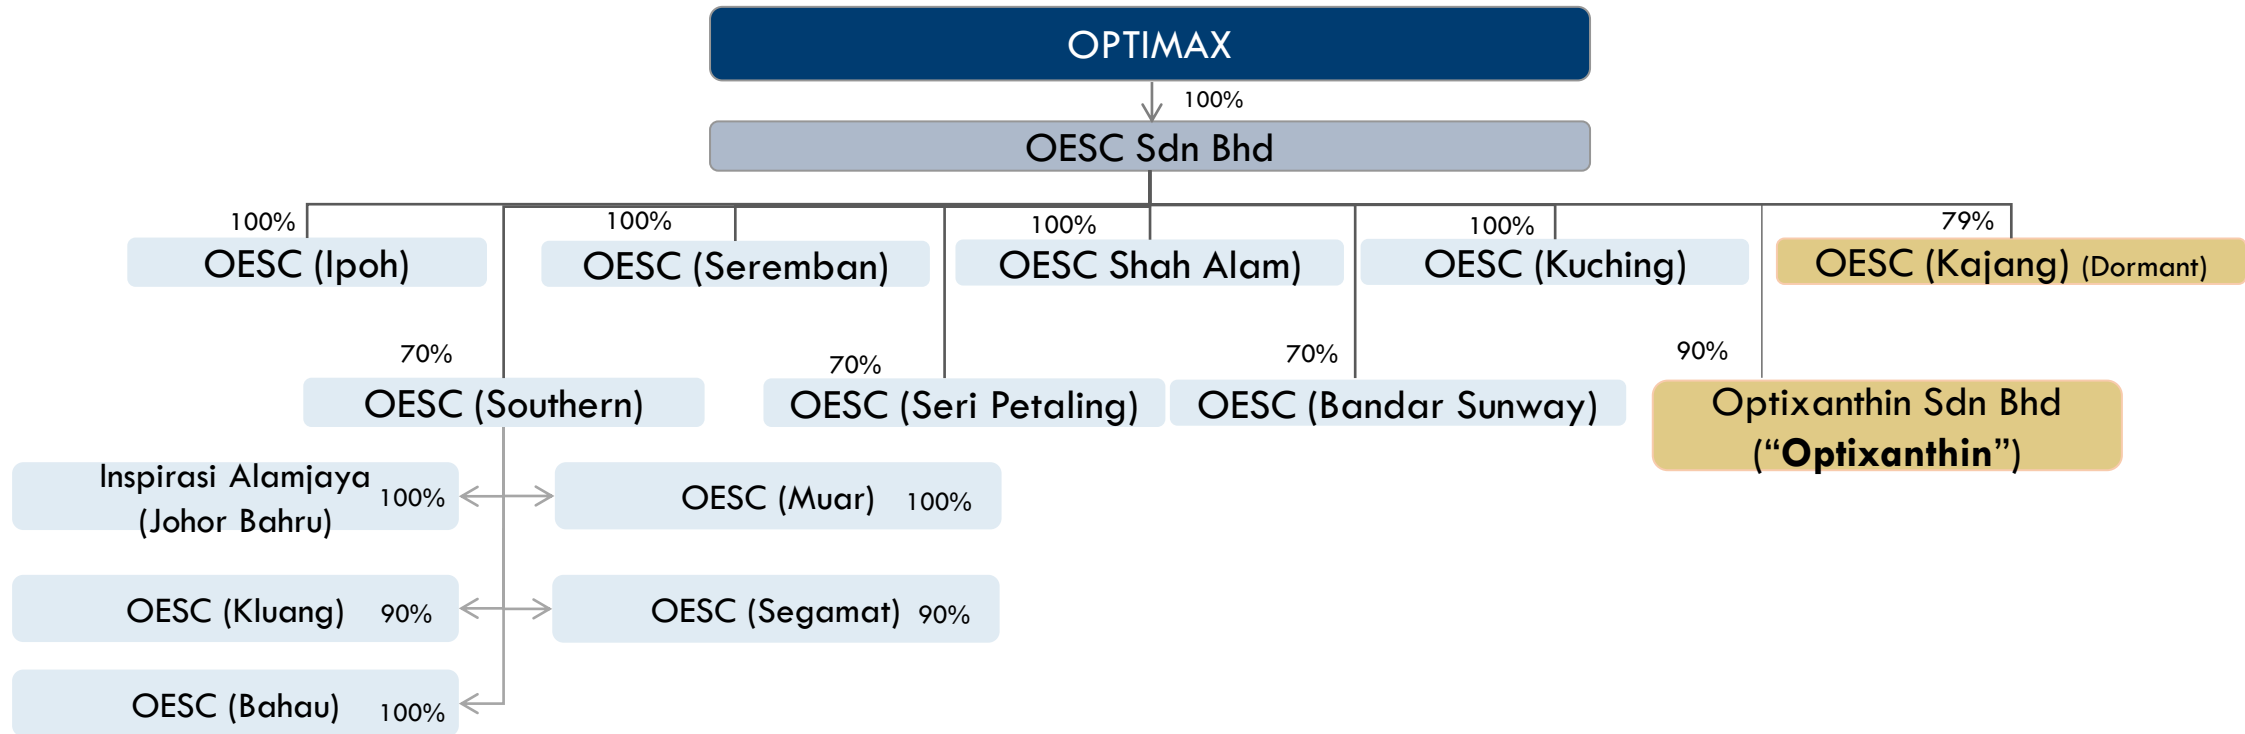 OPTIMAX
100%
OESC Sdn Bhd
100%
OESC (Ipoh)
100%
OESC (Seremban)
100%
OESC Shah Alam)
100%
OESC (Kuching)
79%
OESC (Kajang) (Dormant)
70%
OESC (Southern)
70%
OESC (Seri Petaling)
70%
OESC (Bandar Sunway)
90%
Optixanthin Sdn Bhd
(“Optixanthin”)
Inspirasi Alamjaya
(Johor Bahru)
100%
OESC (Muar) 100%
OESC (Kluang) 90%
OESC (Segamat) 90%
OESC (Bahau) 100%